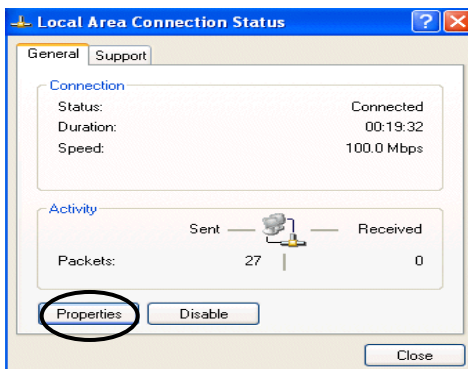 Local Area Connection Status
General Support
Connection
Status: Connected
Duration: 00:19:32
Speed: 100.0 Mbps
Activity
Sent Received
Packets: 27 0
Properties Disable
Close